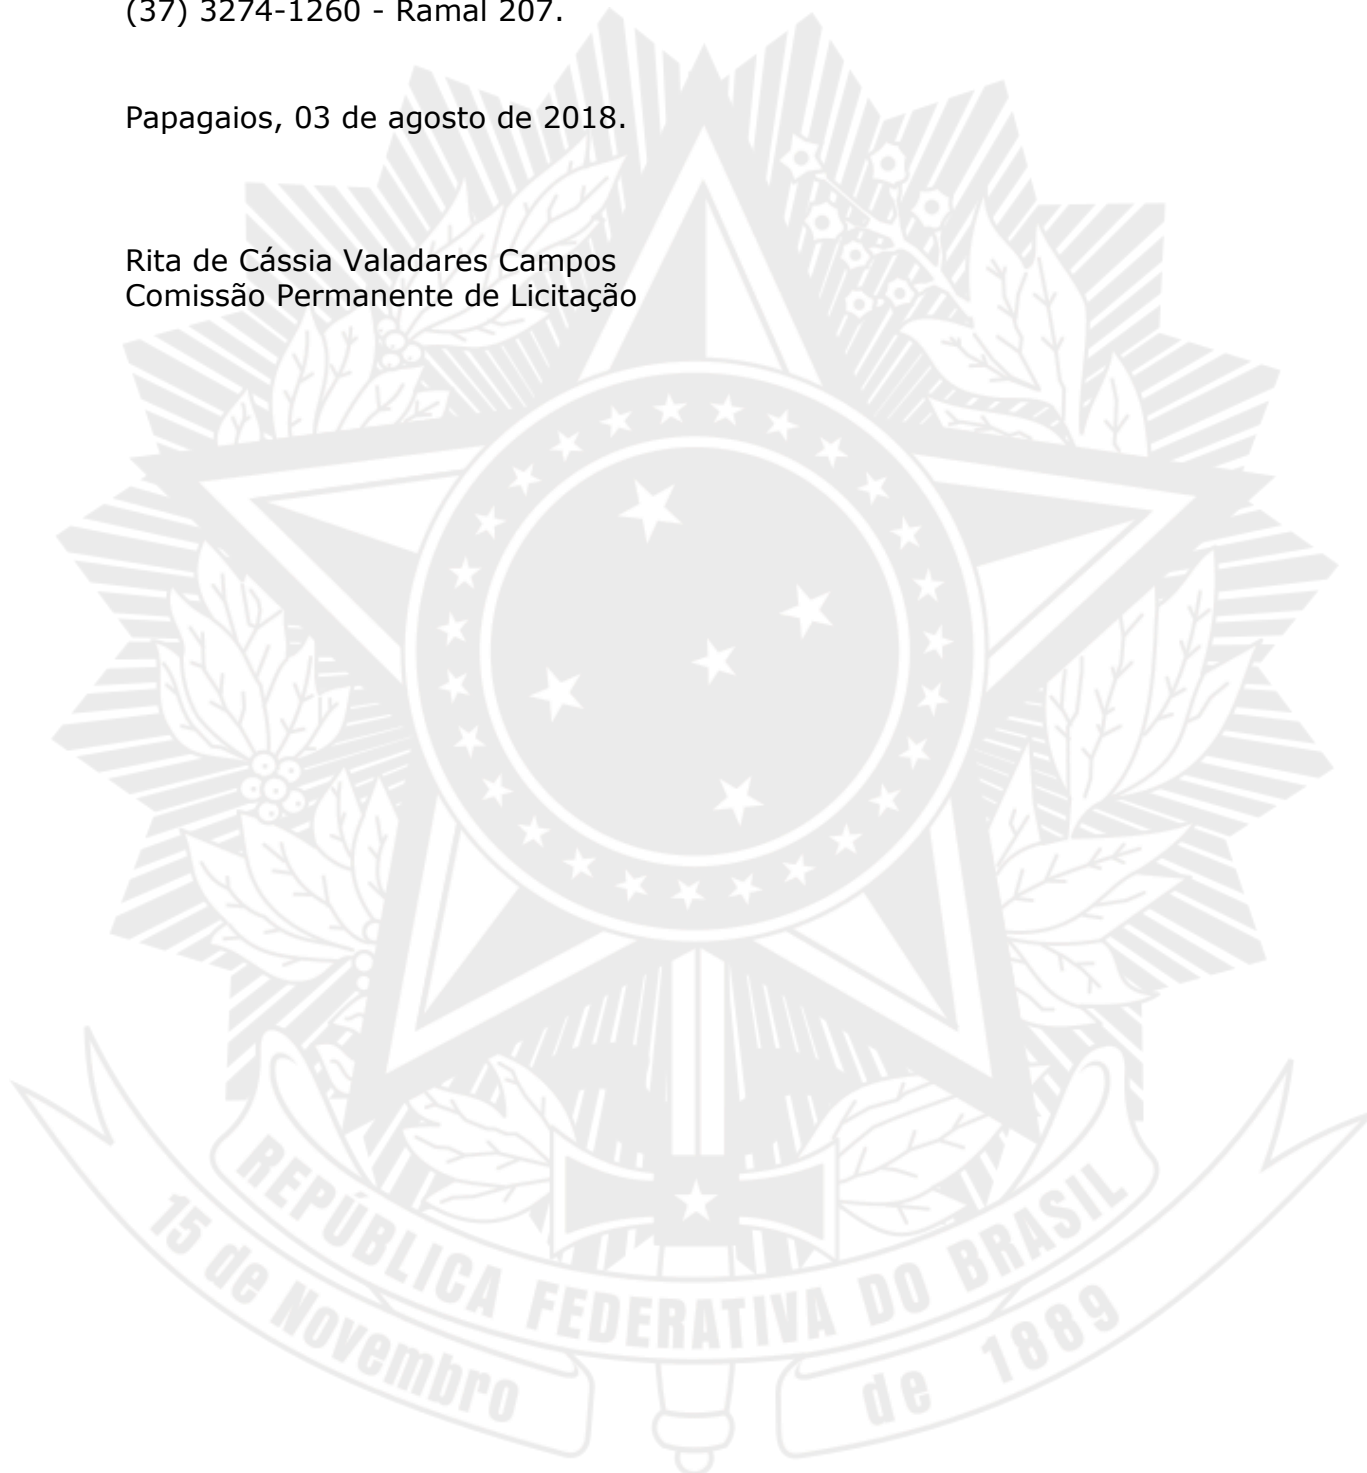 (37) 3274-1260 - Ramal 207.
Papagaios, 03 de agosto de 2018.
Rita de Cássia Valadares Campos
Comissão Permanente de Licitação
REPÚBLICA FEDERATIVA DO BRASIL
15 de Novembro de 1889